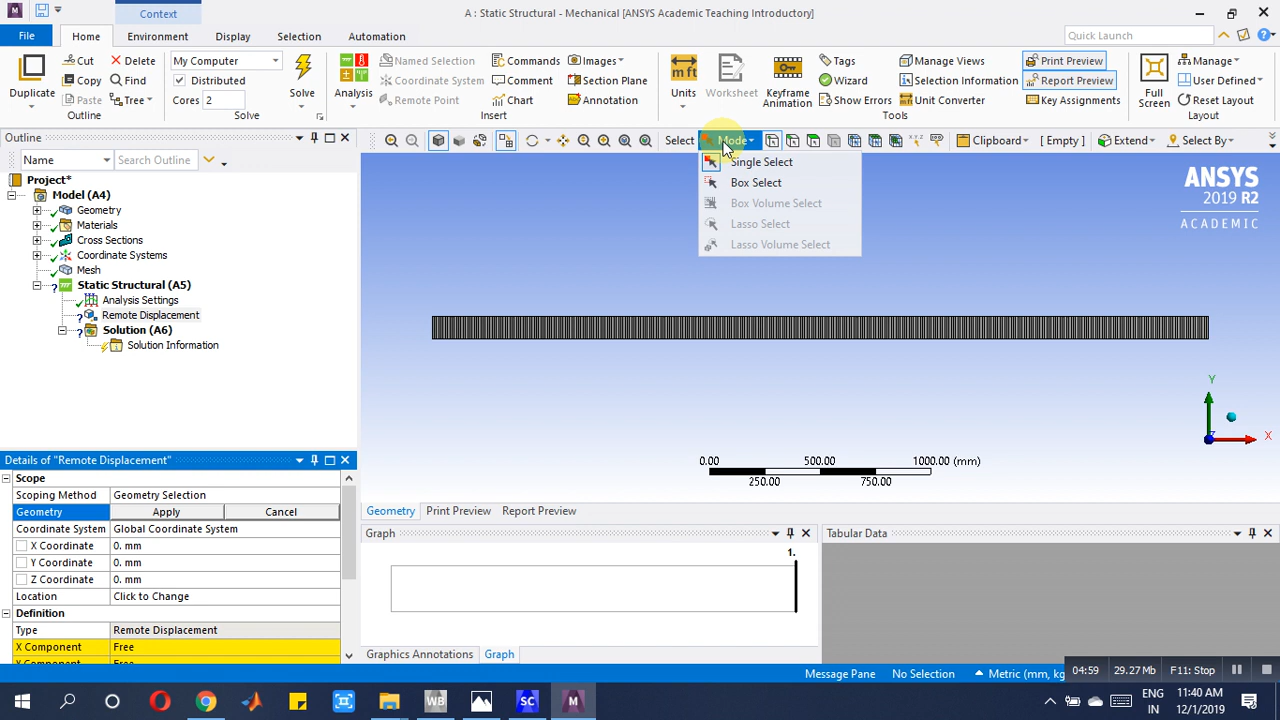 A : Static Structural - Mechanical [ANSYS Academic Teaching Introductory]
Context
File Home Environment Display Selection Automation Quick Launch
Duplicate Cut Copy Paste Delete Find Tree Outline
My Computer Distributed Cores 2 Solve Solve
Analysis Named Selection Coordinate System Remote Point Commands Comment Chart Images Section Plane Annotation Insert
Units Worksheet Keyframe Animation Tags Wizard Show Errors Manage Views Selection Information Unit Converter Print Preview Report Preview Key Assignments Tools
Full Screen Manage User Defined Reset Layout Layout
Outline
Name Search Outline
Project*
Model (A4)
Geometry
Materials
Cross Sections
Coordinate Systems
Mesh
Static Structural (A5)
Analysis Settings
Remote Displacement
Solution (A6)
Solution Information
Select Mode Clipboard [ Empty ] Extend Select By
Single Select
Box Select
Box Volume Select
Lasso Select
Lasso Volume Select
ANSYS
2019 R2
ACADEMIC
Y
X
Z
0.00 500.00 1000.00 (mm)
250.00 750.00
Details of "Remote Displacement"
Scope
Scoping Method Geometry Selection
Geometry Apply Cancel
Coordinate System Global Coordinate System
X Coordinate 0. mm
Y Coordinate 0. mm
Z Coordinate 0. mm
Location Click to Change
Definition
Type Remote Displacement
X Component Free
Geometry Print Preview Report Preview
Graph
1.
Graphics Annotations Graph
Tabular Data
Message Pane No Selection Metric (mm, kg
04:59 29.27 Mb F11: Stop
WB SC M
ENG
IN
11:40 AM
12/1/2019